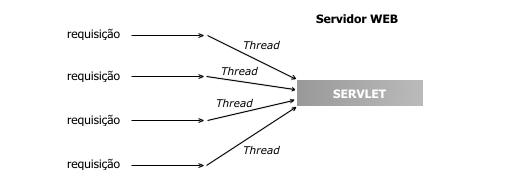 Servidor WEB
requisição
Thread
requisição
Thread
SERVLET
requisição
Thread
requisição
Thread